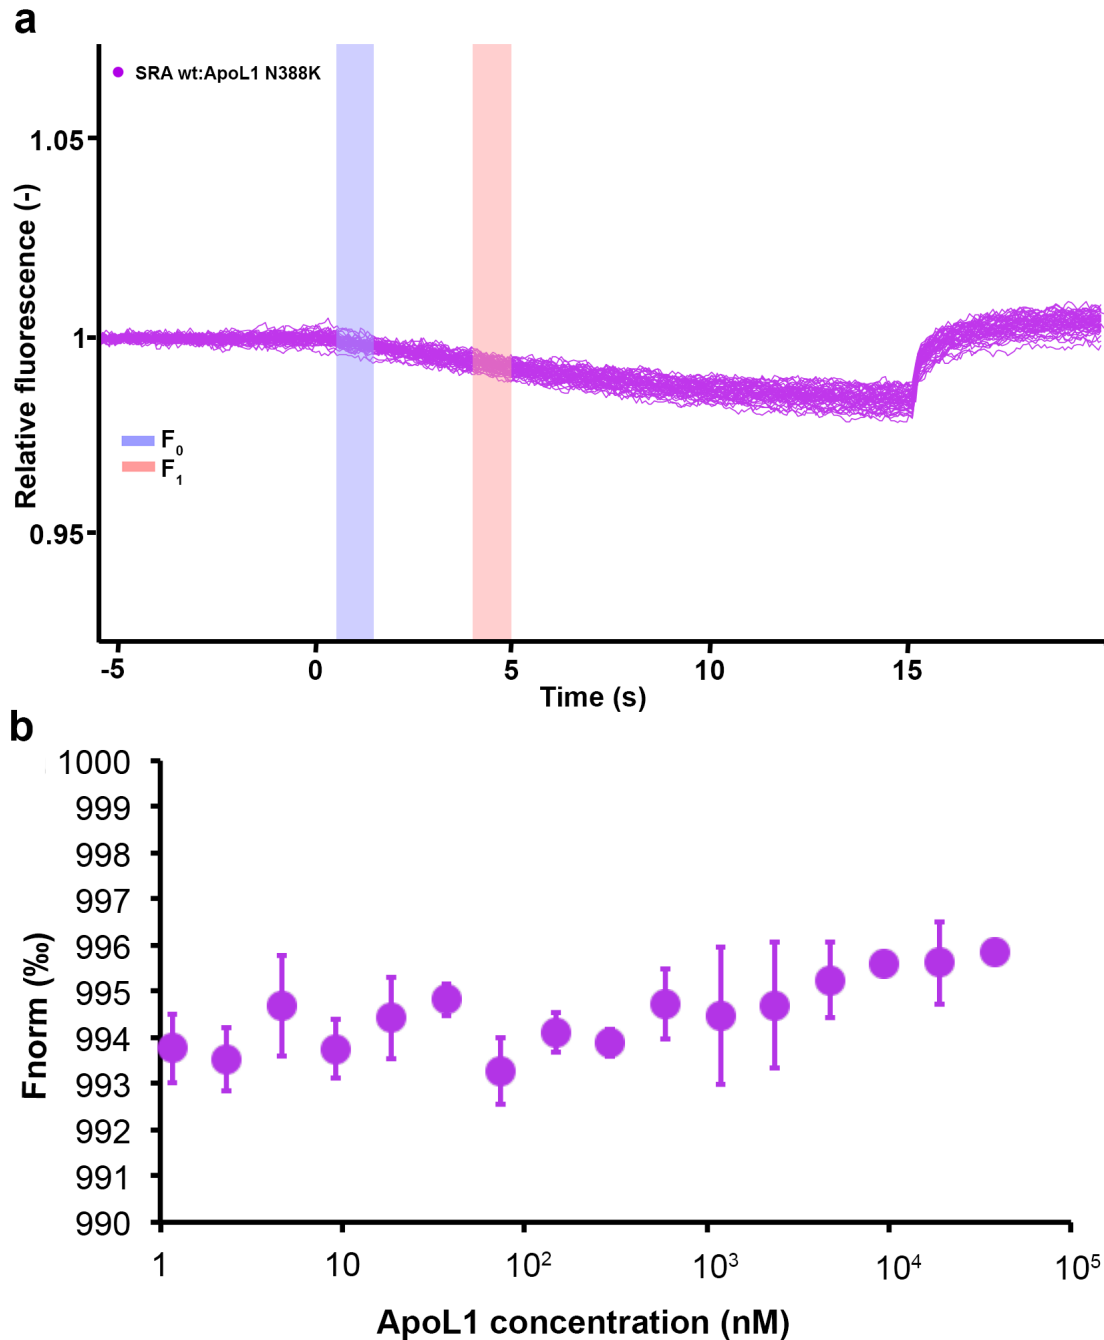 a
SRA wt:ApoL1 N388K
1.05
1
0.95
Relative fluorescence (-)
F₀
F₁
-5 0 5 10 15
Time (s)
b
1000
999
998
997
996
995
994
993
992
991
990
Fnorm (‰)
1 10 10² 10³ 10⁴ 10⁵
ApoL1 concentration (nM)